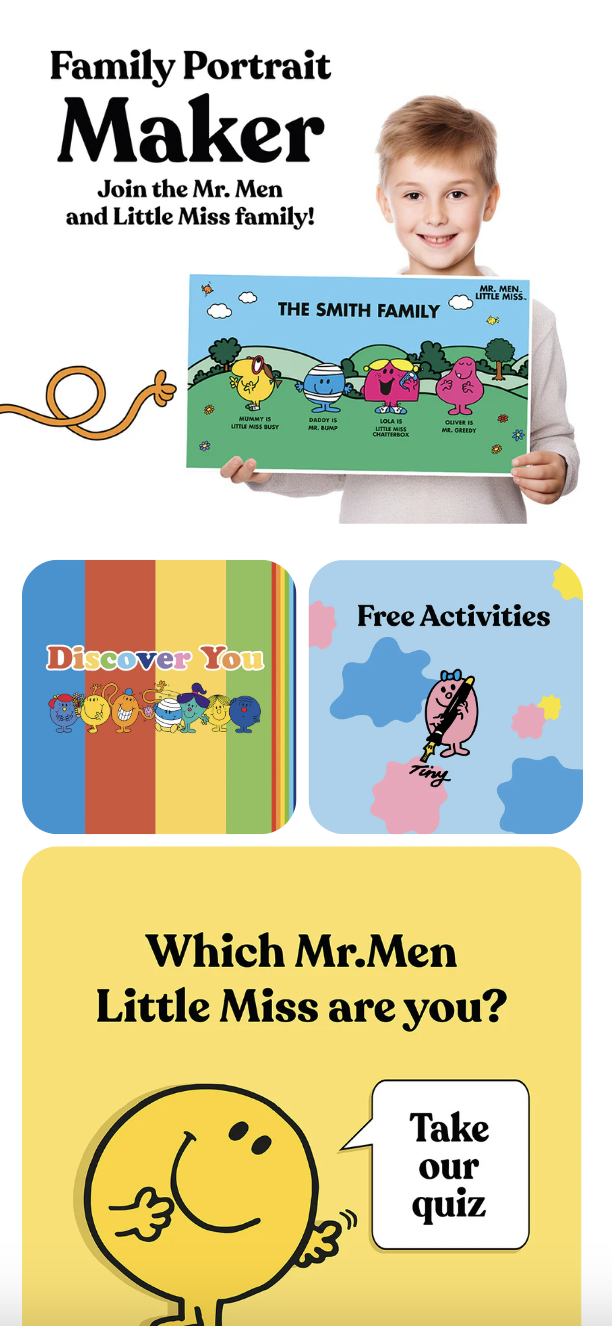 Family Portrait
Maker
Join the Mr. Men
and Little Miss family!
MR. MEN™
LITTLE MISS™
THE SMITH FAMILY
MUMMY IS
LITTLE MISS BUSY
DADDY IS
MR. BUMP
LOLA IS
LITTLE MISS
CHATTERBOX
OLIVER IS
MR. GREEDY
Discover You
Free Activities
Tiny
Which Mr.Men
Little Miss are you?
Take
our
quiz